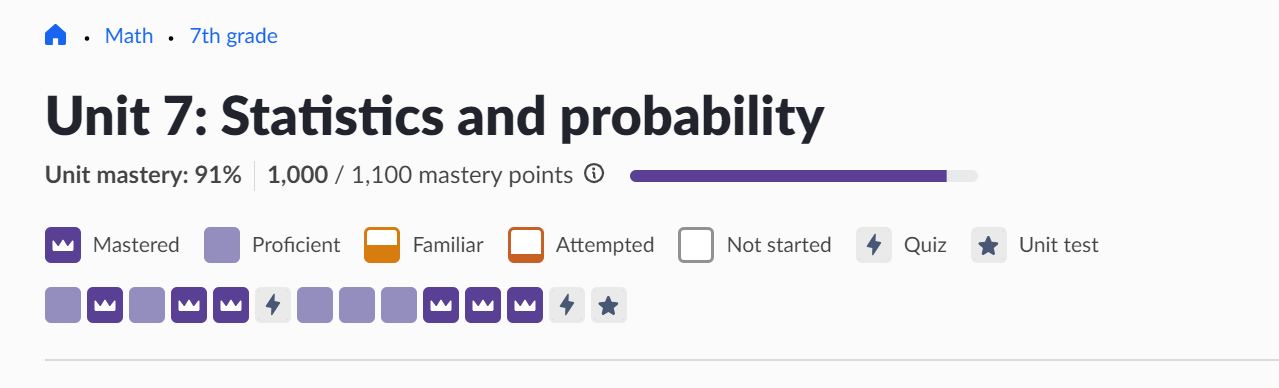 Math • 7th grade
Unit 7: Statistics and probability
Unit mastery: 91% 1,000 / 1,100 mastery points
Mastered Proficient Familiar Attempted Not started Quiz Unit test